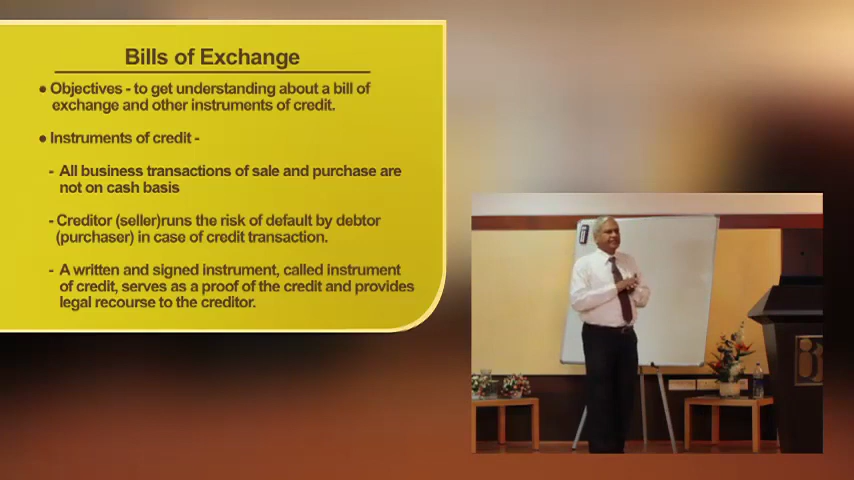 Bills of Exchange
● Objectives - to get understanding about a bill of
exchange and other instruments of credit.
● Instruments of credit -
- All business transactions of sale and purchase are
not on cash basis
- Creditor (seller)runs the risk of default by debtor
(purchaser) in case of credit transaction.
- A written and signed instrument, called instrument
of credit, serves as a proof of the credit and provides
legal recourse to the creditor.